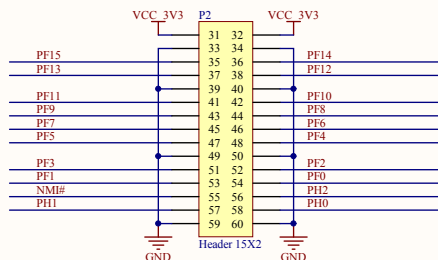 VCC_3V3 P2 VCC_3V3
31 32
33 34
PF15 35 36 PF14
PF13 37 38 PF12
39 40
PF11 41 42 PF10
PF9 43 44 PF8
PF7 45 46 PF6
PF5 47 48 PF4
49 50
PF3 51 52 PF2
PF1 53 54 PF0
NMI# 55 56 PH2
PH1 57 58 PH0
59 60
Header 15X2
GND GND